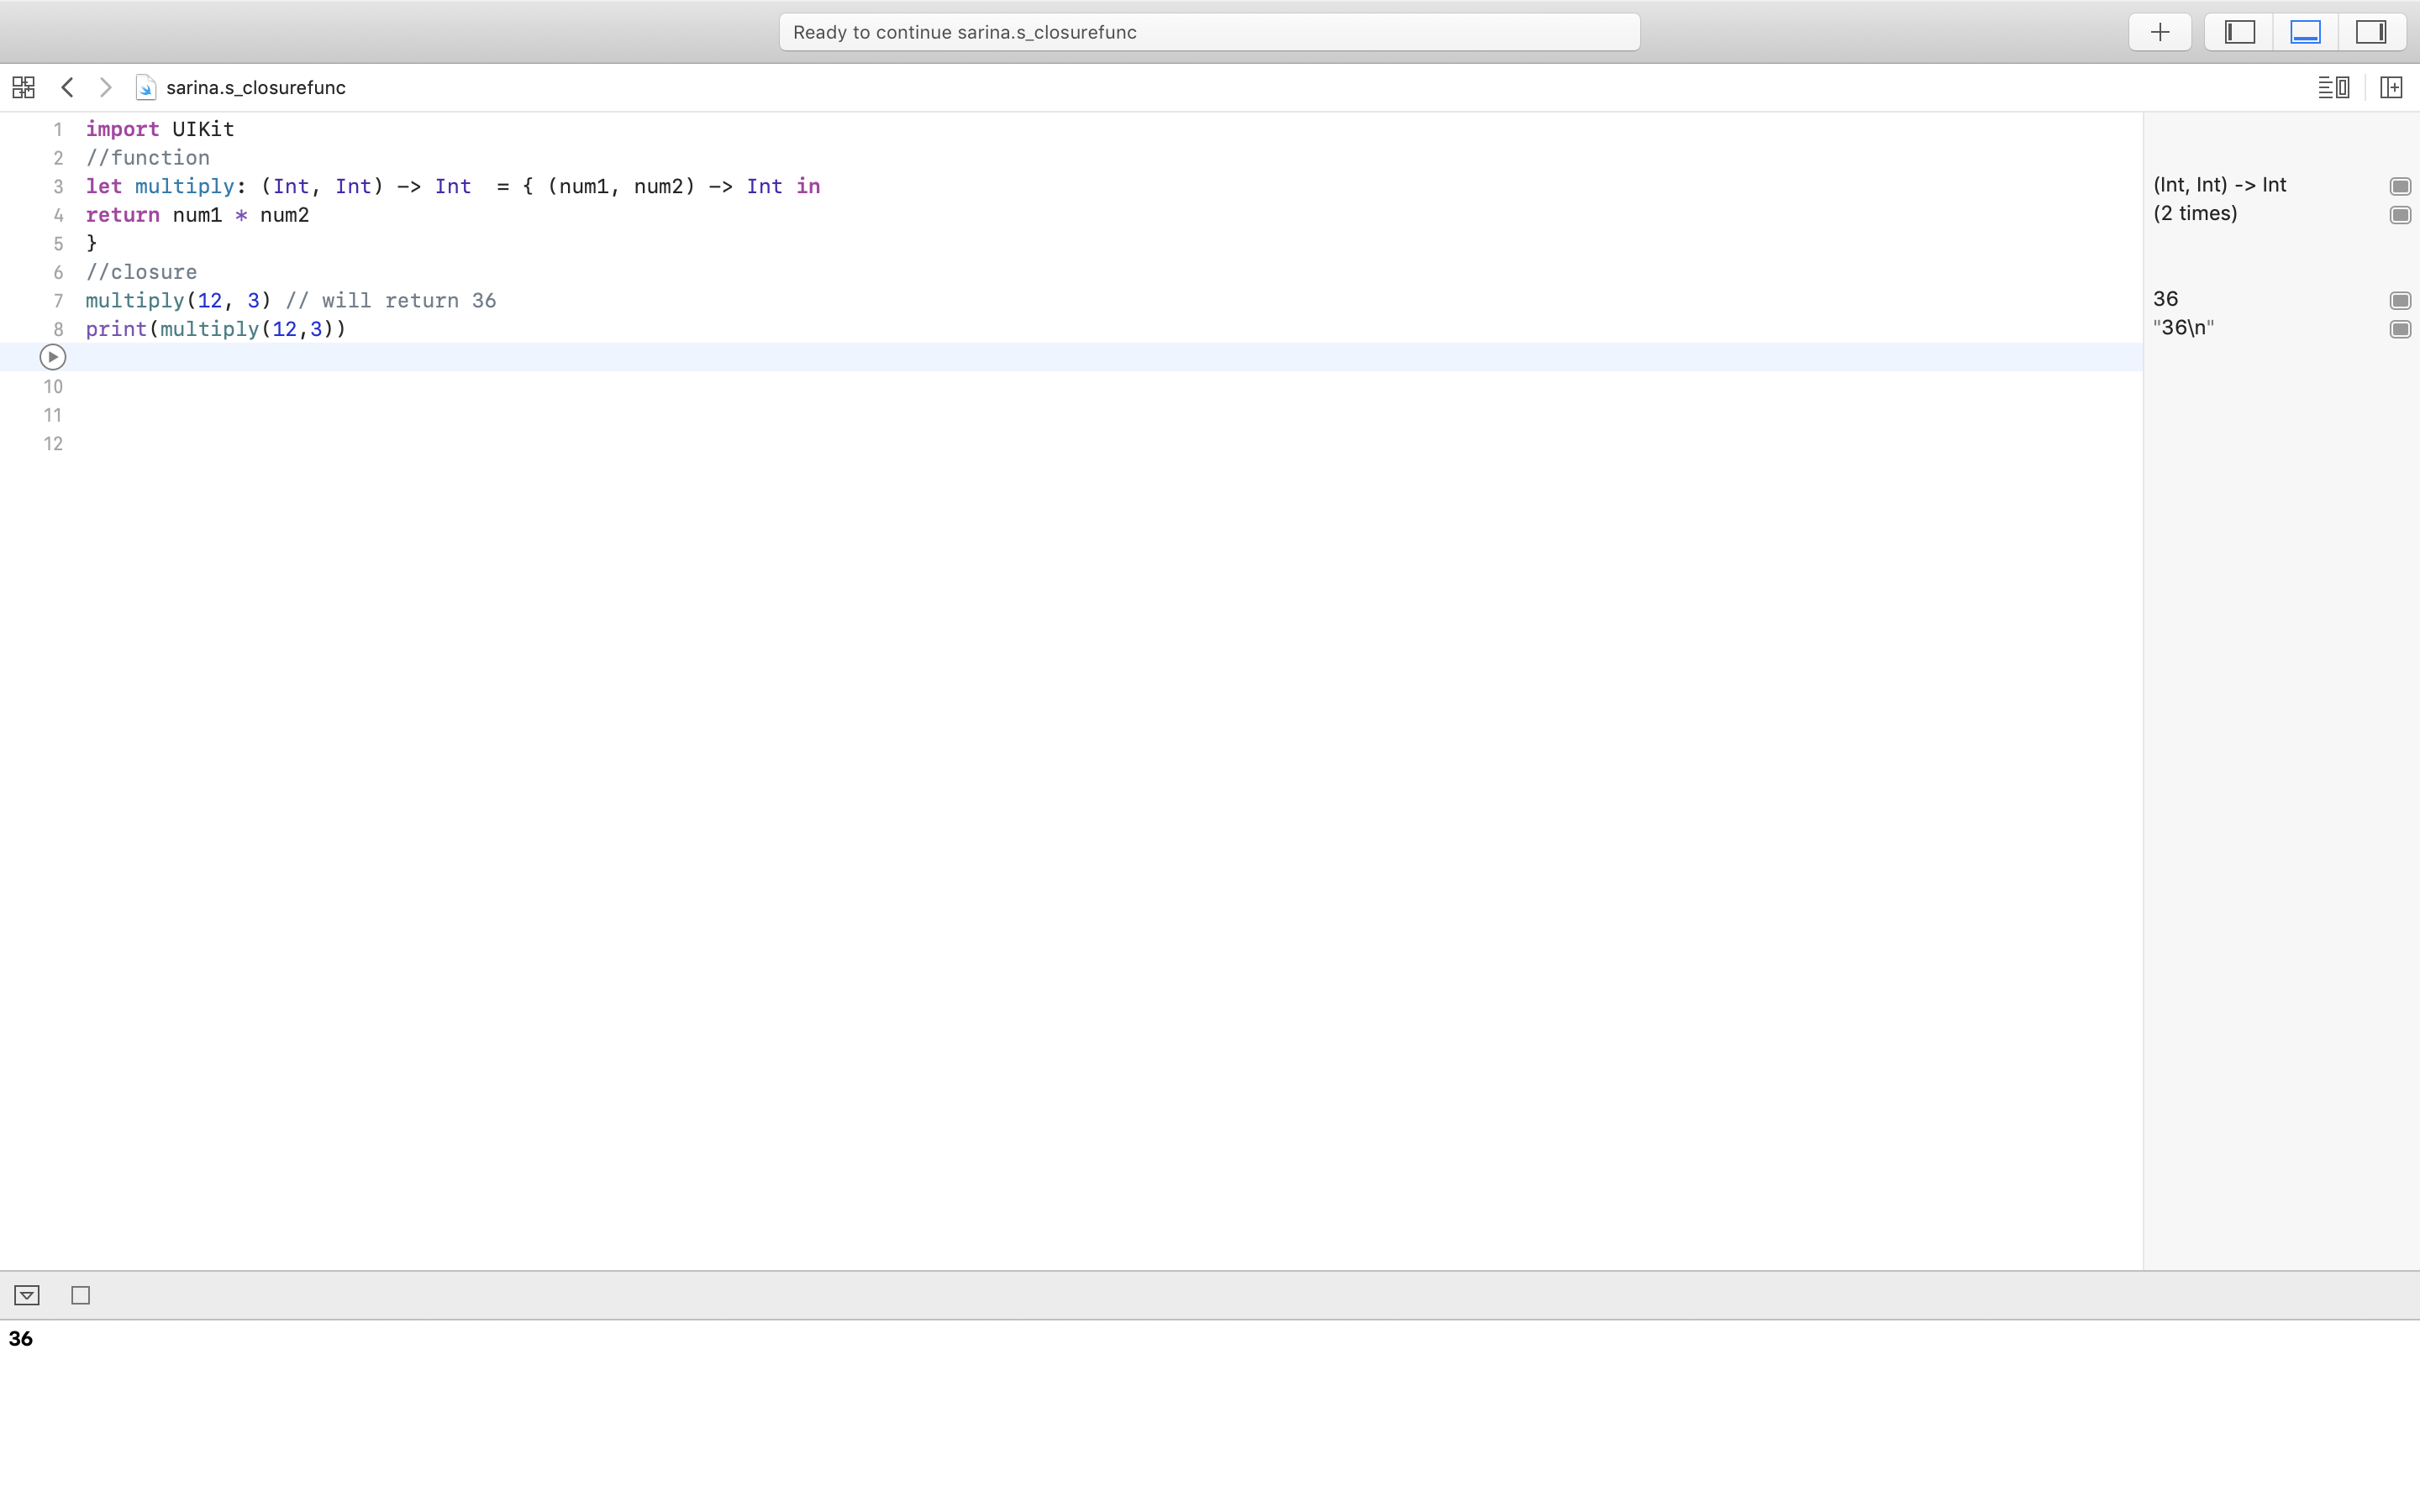 Ready to continue sarina.s_closurefunc
sarina.s_closurefunc
1 import UIKit
2 //function
3 let multiply: (Int, Int) -> Int  = { (num1, num2) -> Int in
(Int, Int) -> Int
4 return num1 * num2
(2 times)
5 }
6 //closure
7 multiply(12, 3) // will return 36
36
8 print(multiply(12,3))
"36\n"
10
11
12
36